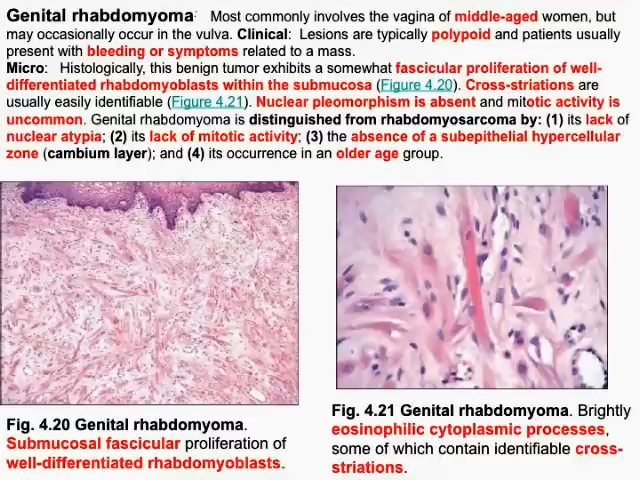 Genital rhabdomyoma: Most commonly involves the vagina of middle-aged women, but
may occasionally occur in the vulva. Clinical: Lesions are typically polypoid and patients usually
present with bleeding or symptoms related to a mass.
Micro: Histologically, this benign tumor exhibits a somewhat fascicular proliferation of well-
differentiated rhabdomyoblasts within the submucosa (Figure 4.20). Cross-striations are
usually easily identifiable (Figure 4.21). Nuclear pleomorphism is absent and mitotic activity is
uncommon. Genital rhabdomyoma is distinguished from rhabdomyosarcoma by: (1) its lack of
nuclear atypia; (2) its lack of mitotic activity; (3) the absence of a subepithelial hypercellular
zone (cambium layer); and (4) its occurrence in an older age group.
Fig. 4.20 Genital rhabdomyoma.
Submucosal fascicular proliferation of
well-differentiated rhabdomyoblasts.
Fig. 4.21 Genital rhabdomyoma. Brightly
eosinophilic cytoplasmic processes,
some of which contain identifiable cross-
striations.